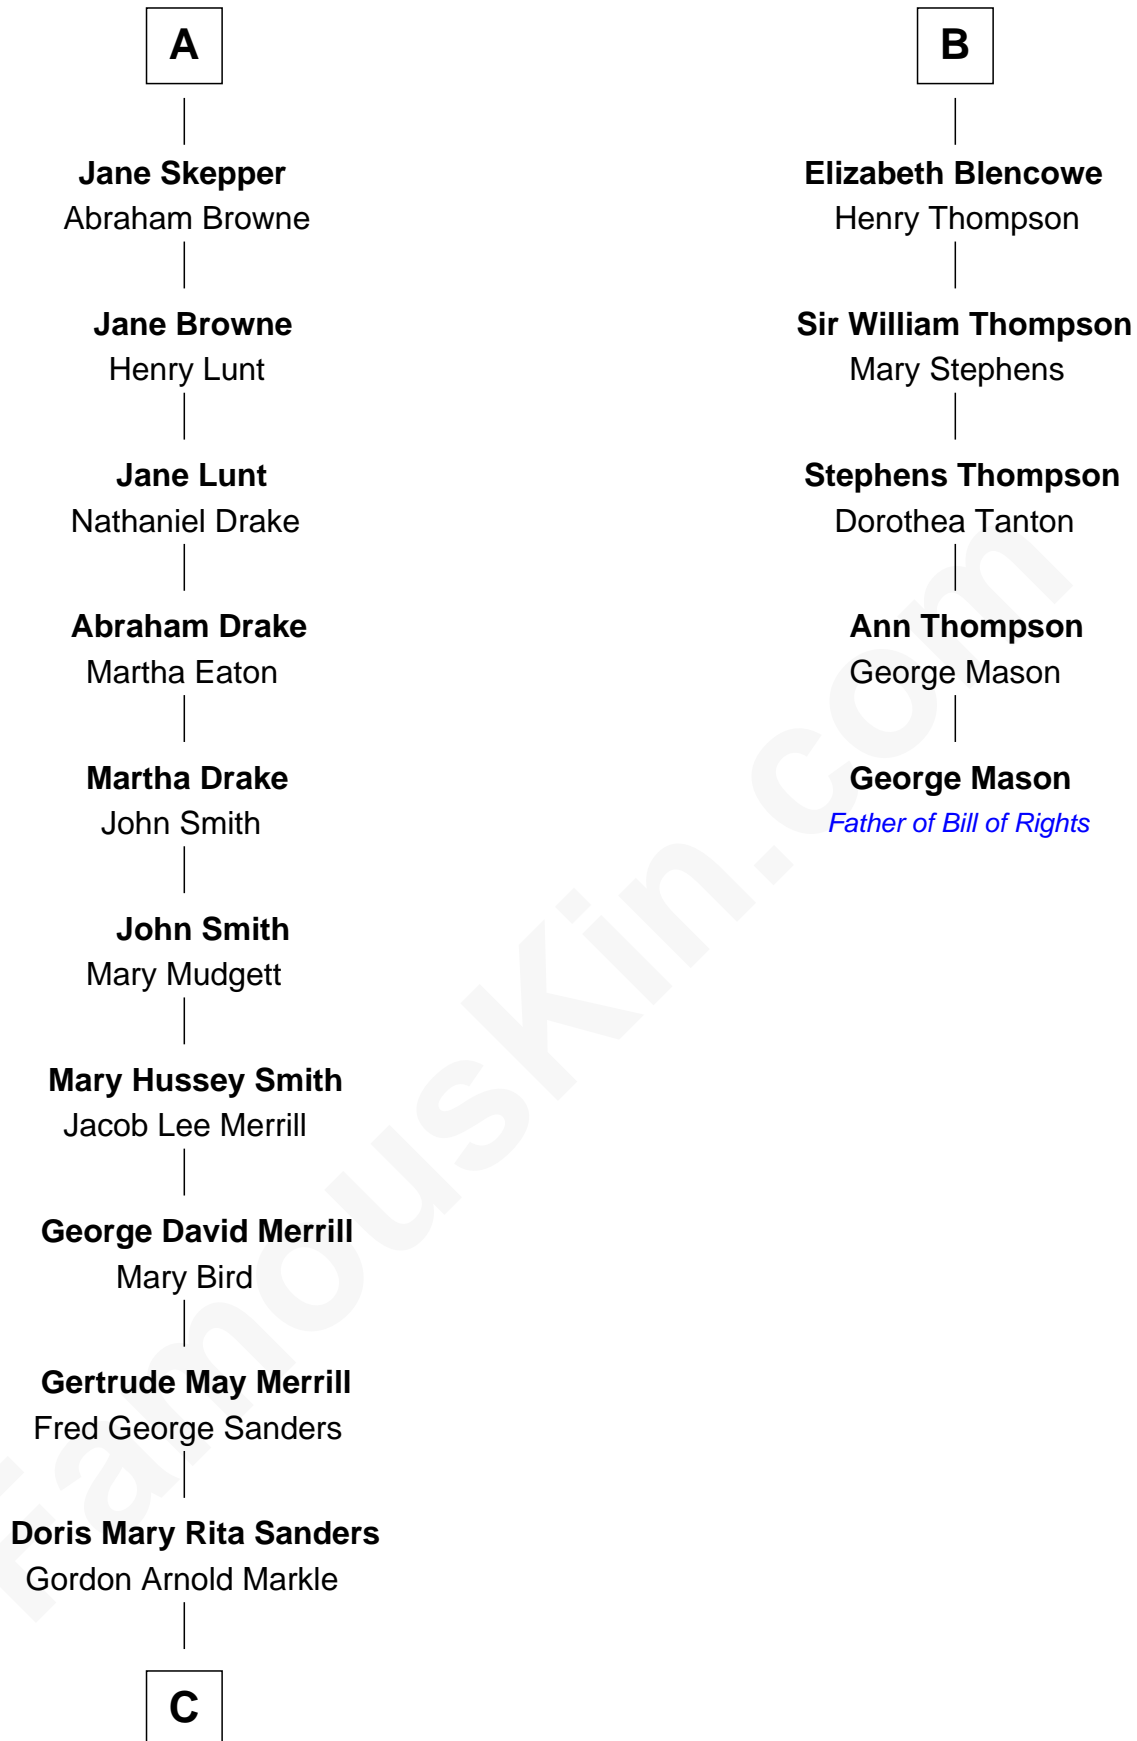 A
Jane Skepper
Abraham Browne
Jane Browne
Henry Lunt
Jane Lunt
Nathaniel Drake
Abraham Drake
Martha Eaton
Martha Drake
John Smith
John Smith
Mary Mudgett
Mary Hussey Smith
Jacob Lee Merrill
George David Merrill
Mary Bird
Gertrude May Merrill
Fred George Sanders
Doris Mary Rita Sanders
Gordon Arnold Markle
C
B
Elizabeth Blencowe
Henry Thompson
Sir William Thompson
Mary Stephens
Stephens Thompson
Dorothea Tanton
Ann Thompson
George Mason
George Mason
Father of Bill of Rights
FamousKin.com